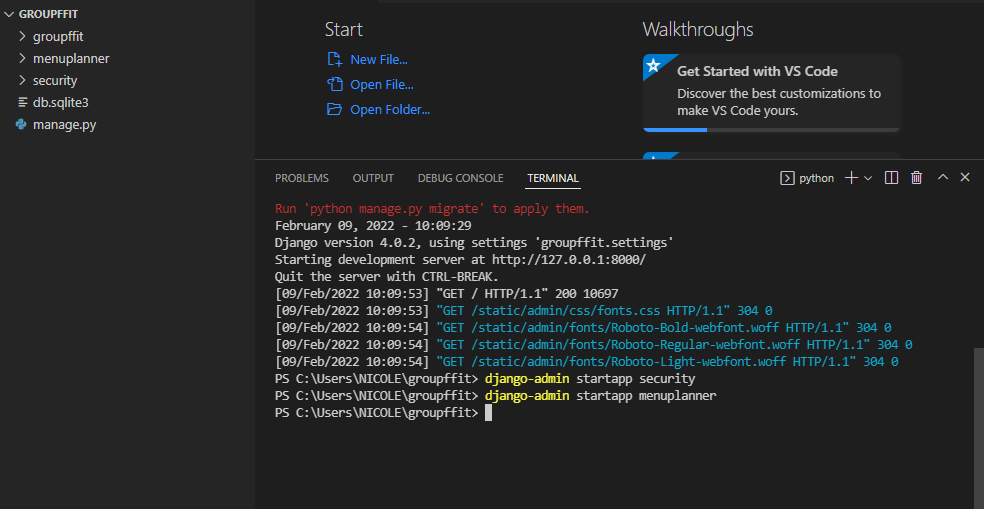 GROUPFFIT
groupffit
menuplanner
security
db.sqlite3
manage.py
Start
New File...
Open File...
Open Folder...
Walkthroughs
Get Started with VS Code
Discover the best customizations to
make VS Code yours.
PROBLEMS OUTPUT DEBUG CONSOLE TERMINAL python
Run 'python manage.py migrate' to apply them.
February 09, 2022 - 10:09:29
Django version 4.0.2, using settings 'groupffit.settings'
Starting development server at http://127.0.0.1:8000/
Quit the server with CTRL-BREAK.
[09/Feb/2022 10:09:53] "GET / HTTP/1.1" 200 10697
[09/Feb/2022 10:09:53] "GET /static/admin/css/fonts.css HTTP/1.1" 304 0
[09/Feb/2022 10:09:54] "GET /static/admin/fonts/Roboto-Bold-webfont.woff HTTP/1.1" 304 0
[09/Feb/2022 10:09:54] "GET /static/admin/fonts/Roboto-Regular-webfont.woff HTTP/1.1" 304 0
[09/Feb/2022 10:09:54] "GET /static/admin/fonts/Roboto-Light-webfont.woff HTTP/1.1" 304 0
PS C:\Users\NICOLE\groupffit> django-admin startapp security
PS C:\Users\NICOLE\groupffit> django-admin startapp menuplanner
PS C:\Users\NICOLE\groupffit>